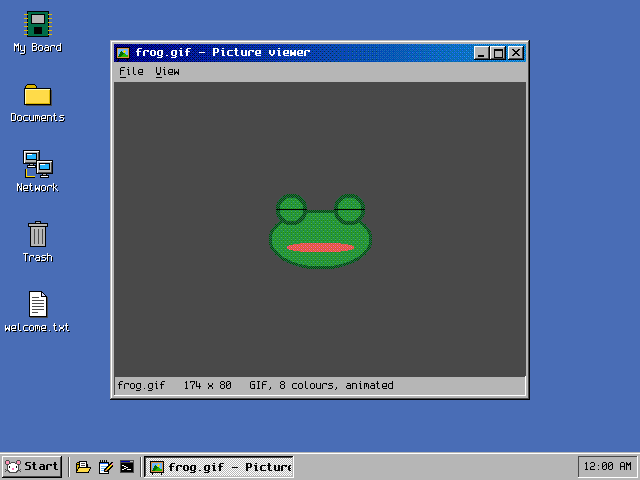 My Board
Documents
Network
Trash
welcome.txt
frog.gif - Picture viewer
File View
frog.gif 174 x 80 GIF, 8 colours, animated
Start
frog.gif - Picture
12:00 AM